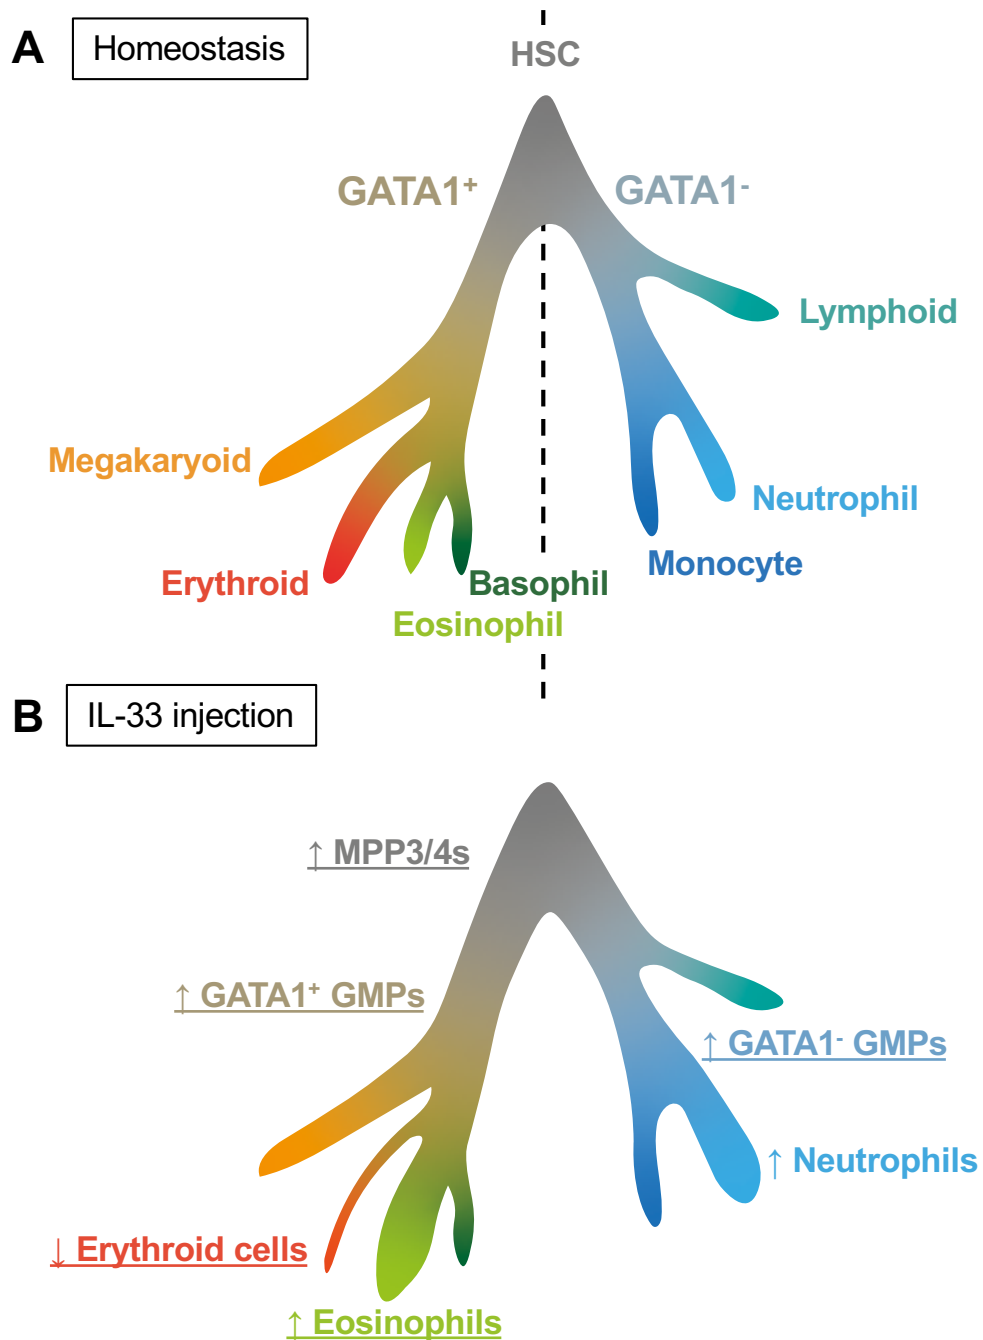 A
Homeostasis
HSC
GATA1⁺
GATA1⁻
Lymphoid
Megakaryoid
Neutrophil
Monocyte
Erythroid
Basophil
Eosinophil
B
IL-33 injection
↑ MPP3/4s
↑ GATA1⁺ GMPs
↑ GATA1⁻ GMPs
↑ Neutrophils
↓ Erythroid cells
↑ Eosinophils